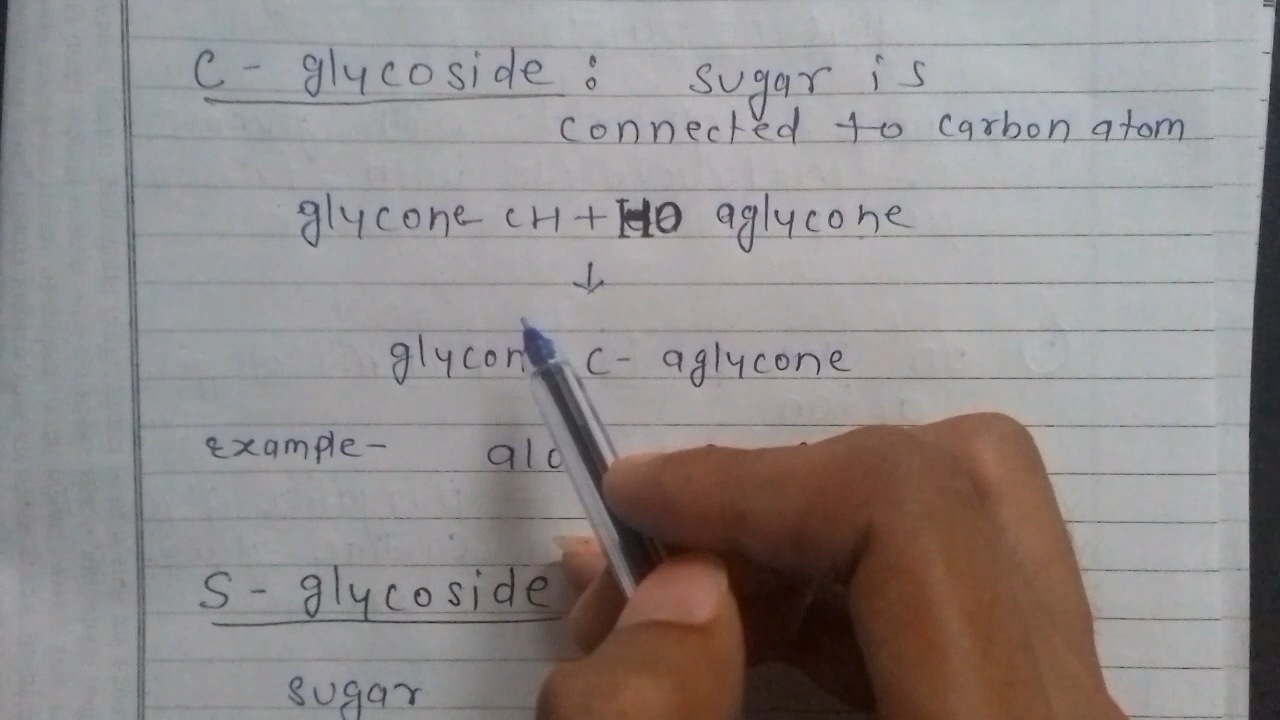 C - glycoside : sugar is
connected to carbon atom
glycone CH + HO aglycone
↓
glycon C- aglycone
Example- alo
S - glycoside
sugar